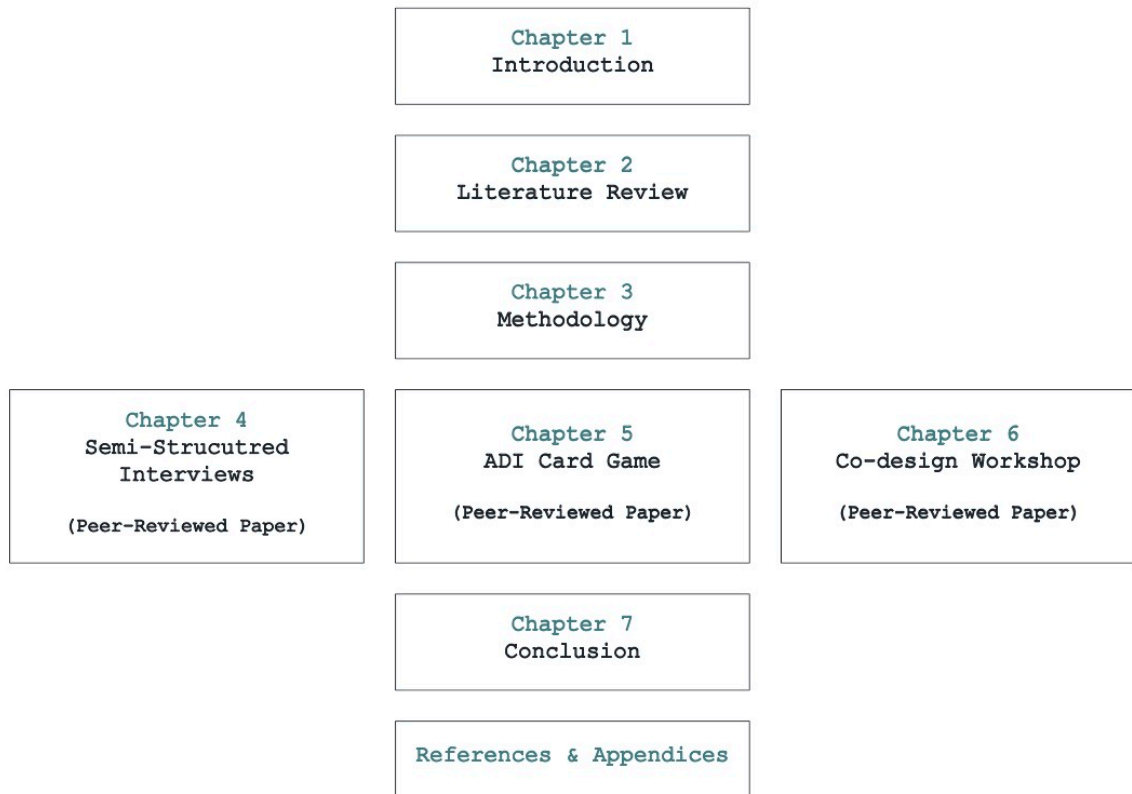 Chapter 1
Introduction
Chapter 2
Literature Review
Chapter 3
Methodology
Chapter 4
Semi-Strucutred
Interviews
(Peer-Reviewed Paper)
Chapter 5
ADI Card Game
(Peer-Reviewed Paper)
Chapter 6
Co-design Workshop
(Peer-Reviewed Paper)
Chapter 7
Conclusion
References & Appendices